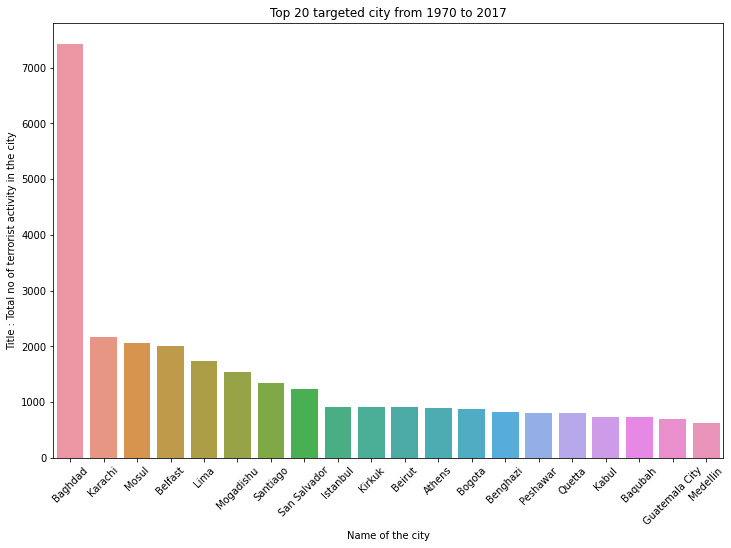 Top 20 targeted city from 1970 to 2017
Title : Total no of terrorist activity in the city
7000
6000
5000
4000
3000
2000
1000
0
Baghdad
Karachi
Mosul
Belfast
Lima
Mogadishu
Santiago
San Salvador
Istanbul
Kirkuk
Beirut
Athens
Bogota
Benghazi
Peshawar
Quetta
Kabul
Baqubah
Guatemala City
Medellin
Name of the city